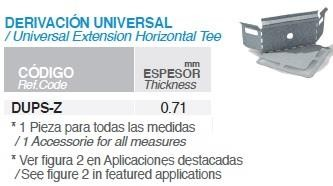 DERIVACIÓN UNIVERSAL
/ Universal Extension Horizontal Tee
mm
CÓDIGO ESPESOR
Ref.Code Thickness
DUPS-Z 0.71
* 1 Pieza para todas las medidas
/ 1 Accessorie for all measures
* Ver figura 2 en Aplicaciones destacadas
/ See figure 2 in featured applications